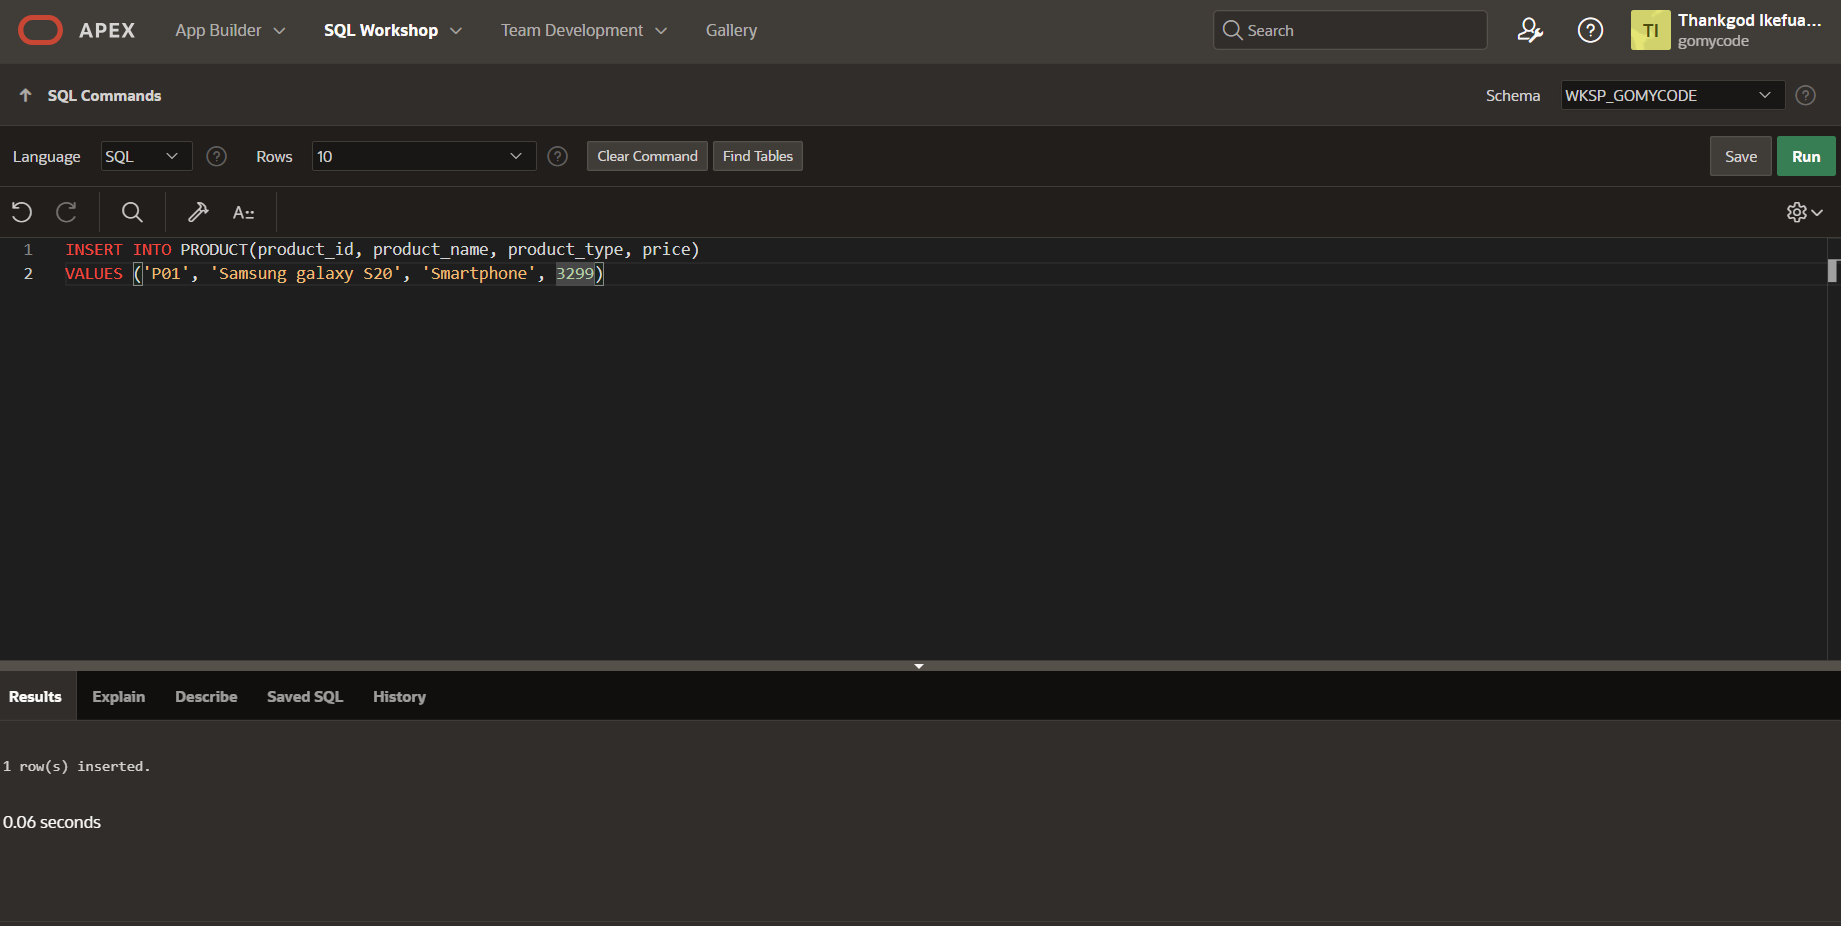 APEX App Builder SQL Workshop Team Development Gallery Search TI Thankgod Ikefua...
gomycode
SQL Commands Schema WKSP_GOMYCODE
Language SQL Rows 10 Clear Command Find Tables Save Run
A::
1 INSERT INTO PRODUCT(product_id, product_name, product_type, price)
2 VALUES ('P01', 'Samsung galaxy S20', 'Smartphone', 3299)
Results Explain Describe Saved SQL History
1 row(s) inserted.
0.06 seconds